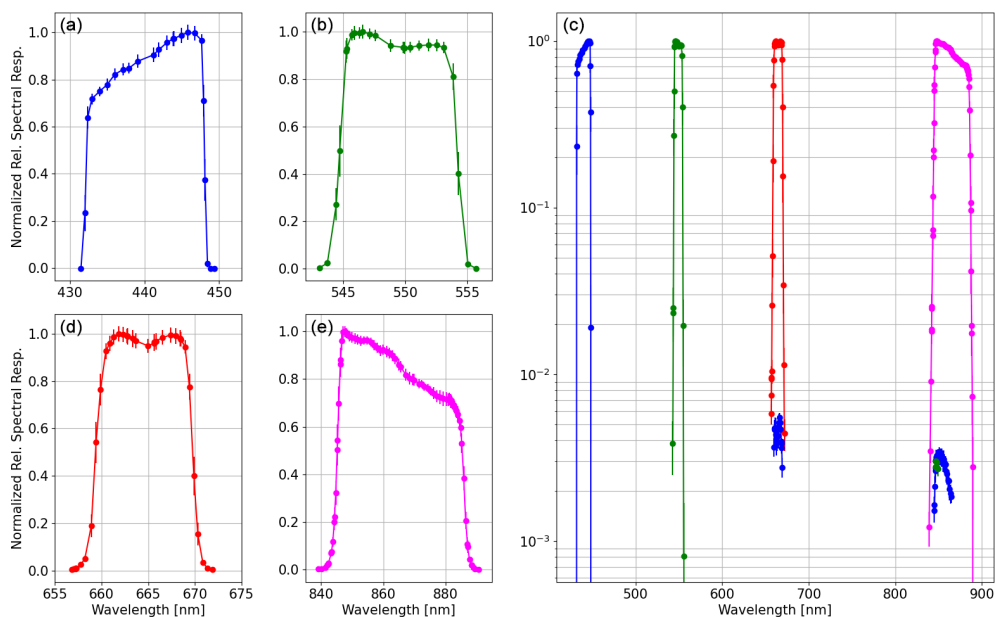 (a)
Normalized Rel. Spectral Resp.
1.0
0.8
0.6
0.4
0.2
0.0
430 440 450
(b)
1.0
0.8
0.6
0.4
0.2
0.0
545 550 555
(c)
10⁰
10⁻¹
10⁻²
10⁻³
500 600 700 800 900
Wavelength [nm]
(d)
Normalized Rel. Spectral Resp.
1.0
0.8
0.6
0.4
0.2
0.0
655 660 665 670 675
Wavelength [nm]
(e)
1.0
0.8
0.6
0.4
0.2
0.0
840 860 880
Wavelength [nm]